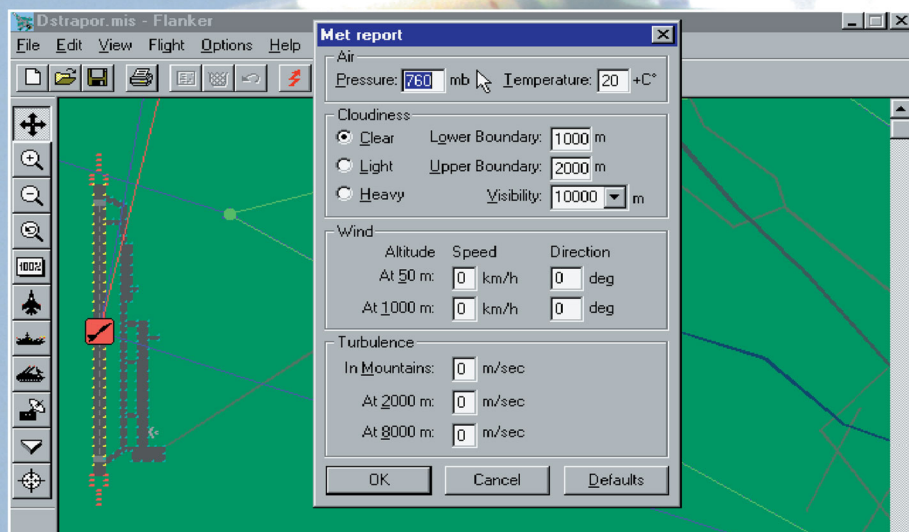 Dstrapor.mis - Flanker
File Edit View Flight Options Help
100%
Met report
Air
Pressure: 760 mb Temperature: 20 +C°
Cloudiness
Clear Lower Boundary: 1000 m
Light Upper Boundary: 2000 m
Heavy Visibility: 10000 m
Wind
Altitude Speed Direction
At 50 m: 0 km/h 0 deg
At 1000 m: 0 km/h 0 deg
Turbulence
In Mountains: 0 m/sec
At 2000 m: 0 m/sec
At 8000 m: 0 m/sec
OK Cancel Defaults